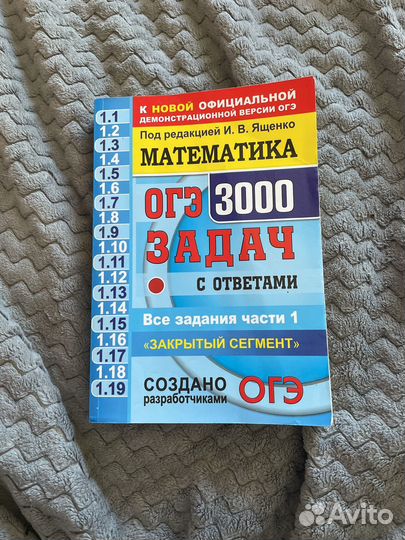 К НОВОЙ ОФИЦИАЛЬНОЙ
ДЕМОНСТРАЦИОННОЙ ВЕРСИИ ОГЭ
Под редакцией И. В. Ященко
МАТЕМАТИКА
ОГЭ 3000
ЗАДАЧ
С ОТВЕТАМИ
Все задания части 1
«ЗАКРЫТЫЙ СЕГМЕНТ»
СОЗДАНО
разработчиками ОГЭ
1.1
1.2
1.3
1.4
1.5
1.6
1.7
1.8
1.9
1.10
1.11
1.12
1.13
1.14
1.15
1.16
1.17
1.18
1.19
Avito